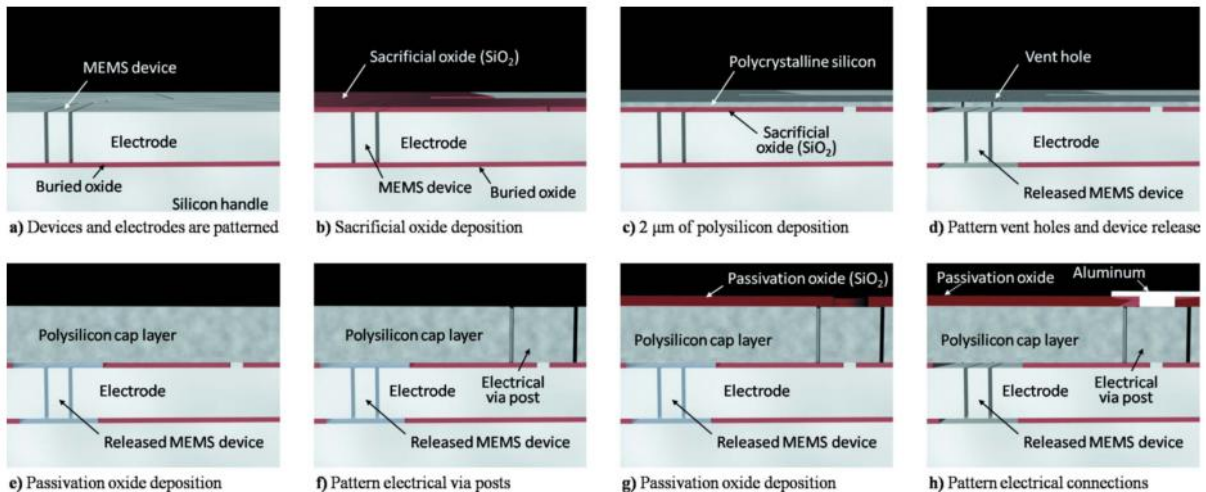 MEMS device
Electrode
Buried oxide
Silicon handle
a) Devices and electrodes are patterned
Sacrificial oxide (SiO₂)
Electrode
MEMS device
Buried oxide
b) Sacrificial oxide deposition
Polycrystalline silicon
Electrode
Sacrificial
oxide (SiO₂)
c) 2 μm of polysilicon deposition
Vent hole
Electrode
Released MEMS device
d) Pattern vent holes and device release
Polysilicon cap layer
Electrode
Released MEMS device
e) Passivation oxide deposition
Polysilicon cap layer
Electrode
Electrical
via post
Released MEMS device
f) Pattern electrical via posts
Passivation oxide (SiO₂)
Polysilicon cap layer
Electrode
Released MEMS device
g) Passivation oxide deposition
Passivation oxide
Aluminum
Polysilicon cap layer
Electrode
Electrical
via post
Released MEMS device
h) Pattern electrical connections